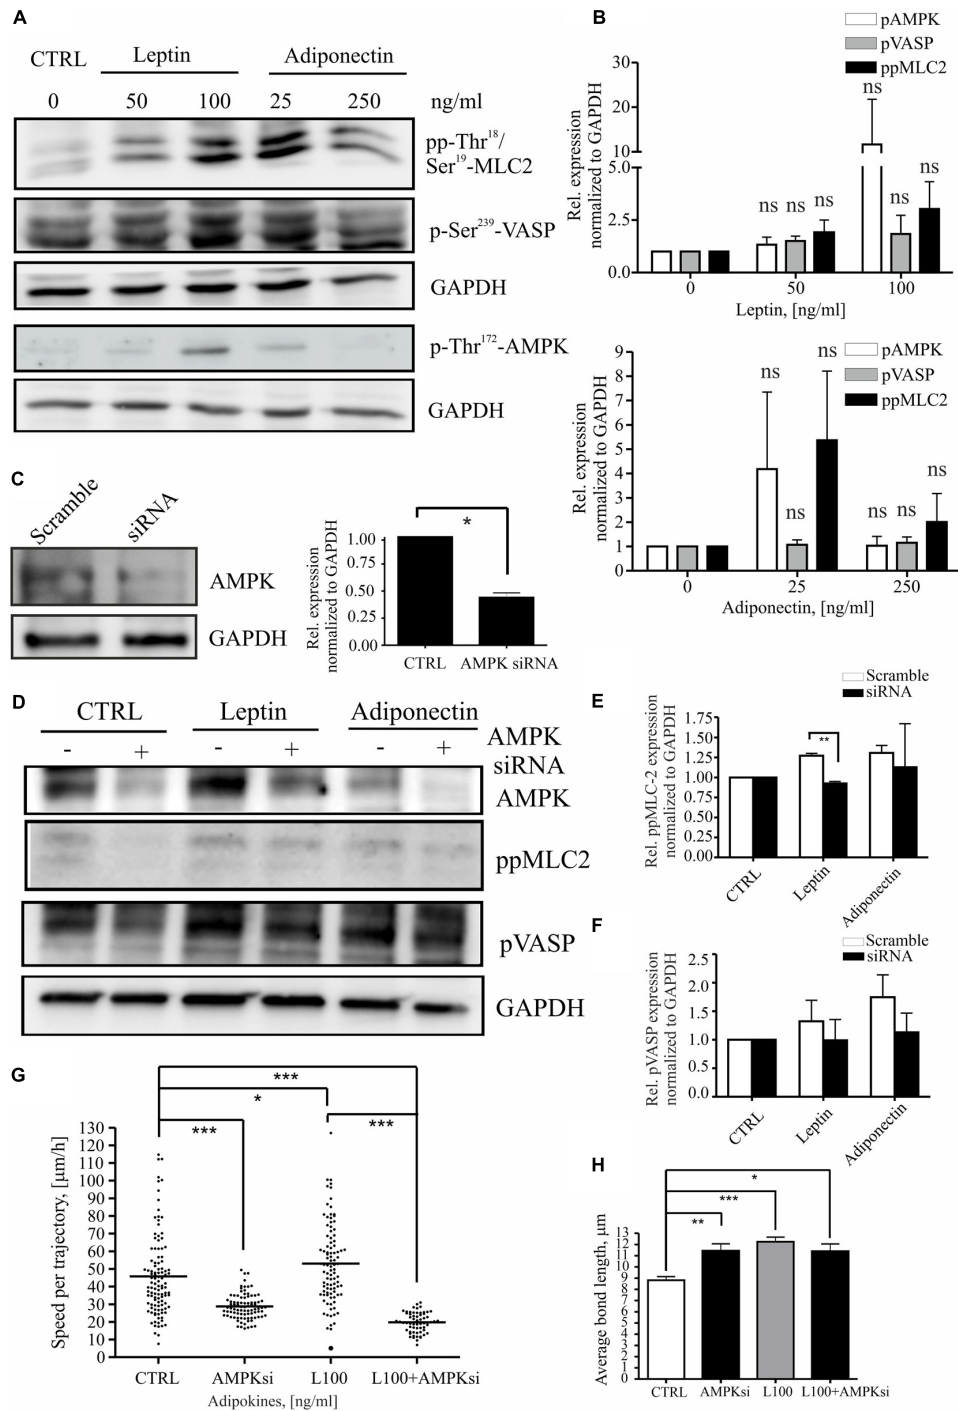 A
CTRL Leptin Adiponectin
0 50 100 25 250 ng/ml
pp-Thr18/
Ser19-MLC2
p-Ser239-VASP
GAPDH
p-Thr172-AMPK
GAPDH
B
pAMPK
pVASP
ppMLC2
Rel. expression
normalized to GAPDH
30
20
10
5.0
2.5
0.0
ns ns ns ns ns ns
0 50 100
Leptin, [ng/ml]
pAMPK
pVASP
ppMLC2
Rel. expression
normalized to GAPDH
9
8
7
6
5
4
3
2
1
0
ns ns ns ns ns ns
0 25 250
Adiponectin, [ng/ml]
C
Scramble siRNA
AMPK
GAPDH
Rel. expression
normalized to GAPDH
1.00
0.75
0.50
0.25
0.00
*
CTRL AMPK siRNA
D
CTRL Leptin Adiponectin
- + - + - + AMPK
siRNA
AMPK
ppMLC2
pVASP
GAPDH
E
Scramble
siRNA
Rel. ppMLC-2 expression
normalized to GAPDH
1.75
1.50
1.25
1.00
0.75
0.50
0.25
0.00
**
CTRL Leptin Adiponectin
F
Scramble
siRNA
Rel. pVASP expression
normalized to GAPDH
2.5
2.0
1.5
1.0
0.5
0.0
CTRL Leptin Adiponectin
G
Speed per trajectory, [µm/h]
130
120
110
100
90
80
70
60
50
40
30
20
10
0
***
*
*** ***
CTRL AMPKsi L100 L100+AMPKsi
Adipokines, [ng/ml]
H
Average bond length, µm
13
12
11
10
9
8
7
6
5
4
3
2
1
0
*
***
**
CTRL AMPKsi L100 L100+AMPKsi